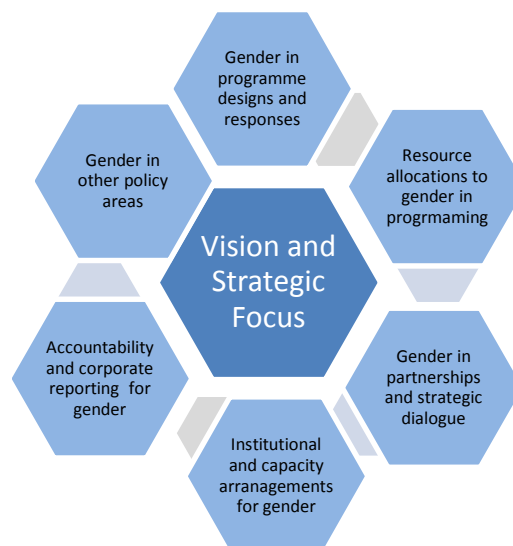 Gender in
programme
designs and
responses
Resource
allocations to
gender in
progrmaming
Gender in
partnerships
and strategic
dialogue
Institutional
and capacity
arranagements
for gender
Accountability
and corporate
reporting for
gender
Gender in
other policy
areas
Vision and
Strategic
Focus